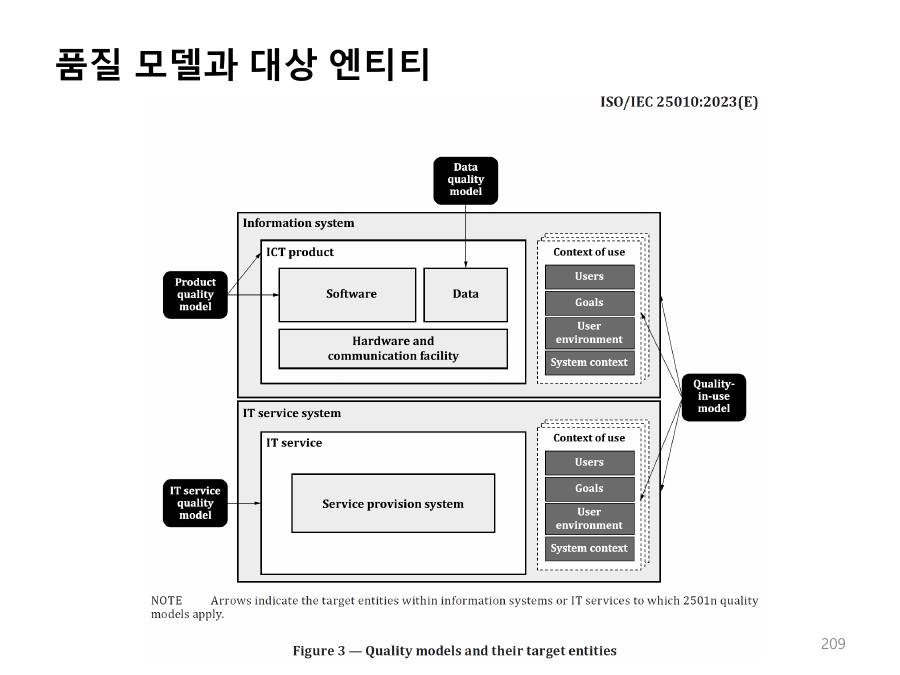 품질 모델과 대상 엔티티
ISO/IEC 25010:2023(E)
Data
quality
model
Information system
ICT product
Context of use
Software
Data
Users
Product
quality
model
Goals
Hardware and
communication facility
User
environment
System context
Quality-
in-use
model
IT service system
IT service
Context of use
Users
IT service
quality
model
Service provision system
Goals
User
environment
System context
NOTE Arrows indicate the target entities within information systems or IT services to which 2501n quality
models apply.
Figure 3 — Quality models and their target entities
209